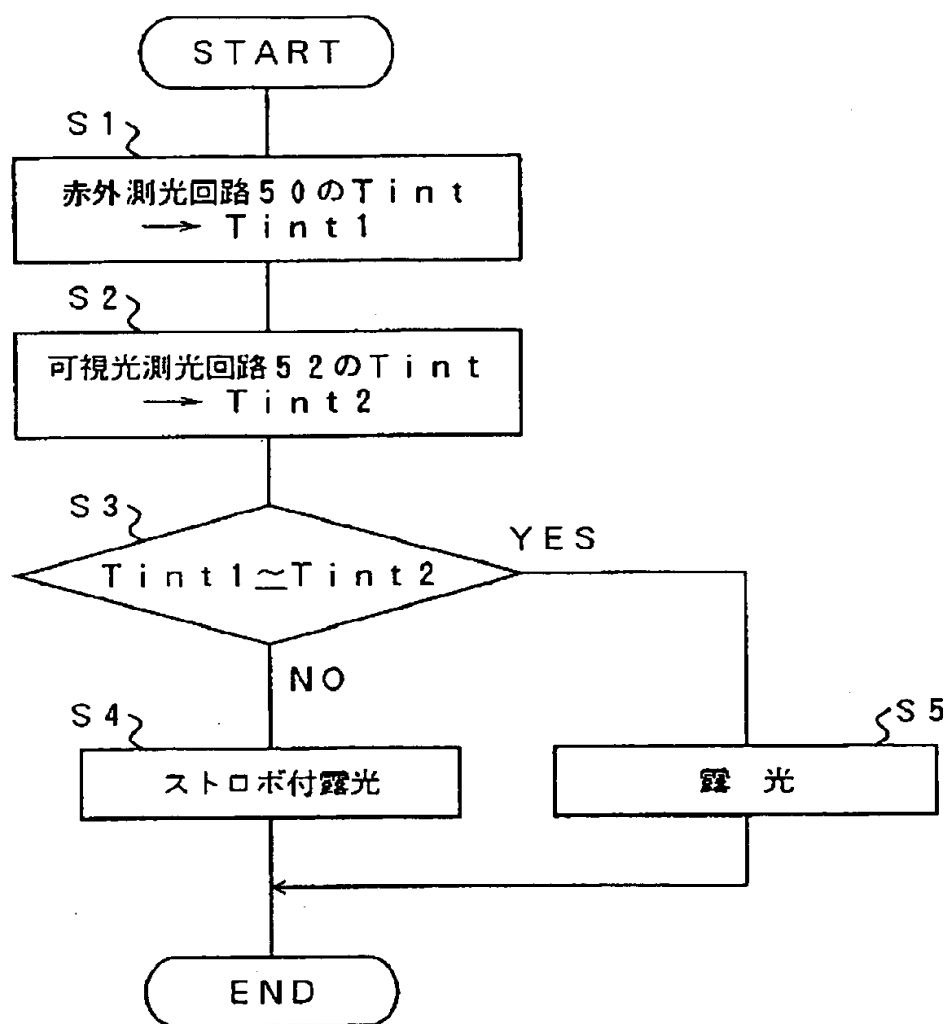 START
S1
赤外測光回路50のTint
→ Tint1
S2
可視光測光回路52のTint
→ Tint2
S3
Tint1≃Tint2
YES
NO
S4
ストロボ付露光
S5
露 光
END